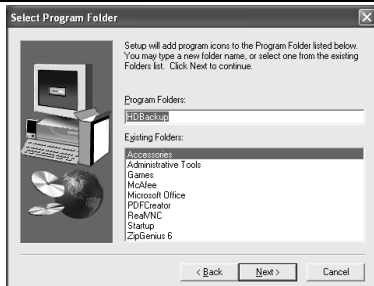 Select Program Folder
Setup will add program icons to the Program Folder listed below.
You may type a new folder name, or select one from the existing
Folders list. Click Next to continue.
Program Folders:
HDBackup
Existing Folders:
Accessories
Administrative Tools
Games
McAfee
Microsoft Office
PDFCreator
RealVNC
Startup
ZipGenius 6
< Back
Next >
Cancel